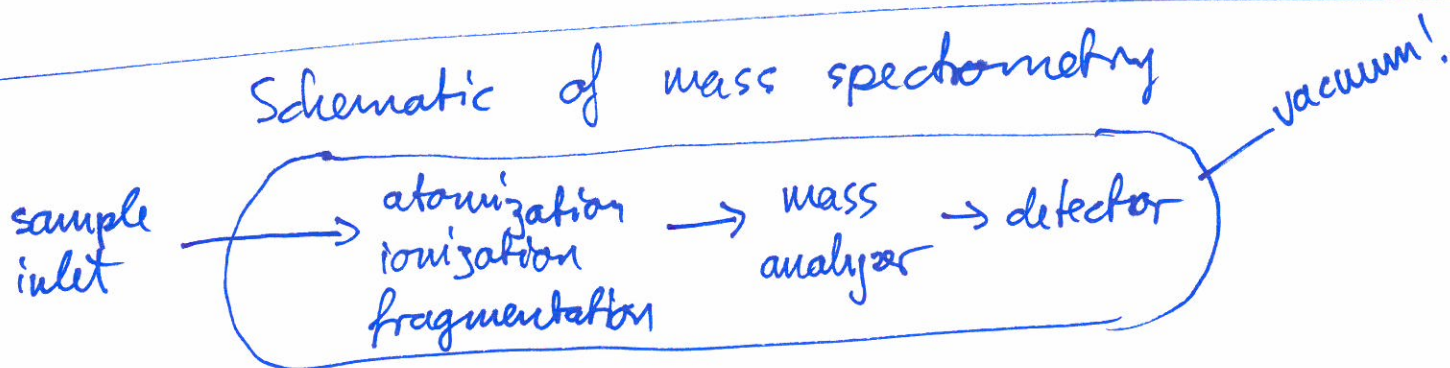 Schematic of mass spectrometry
vacuum!
sample
inlet
→ atomization
ionization
fragmentation
→ mass
analyzer
→ detector